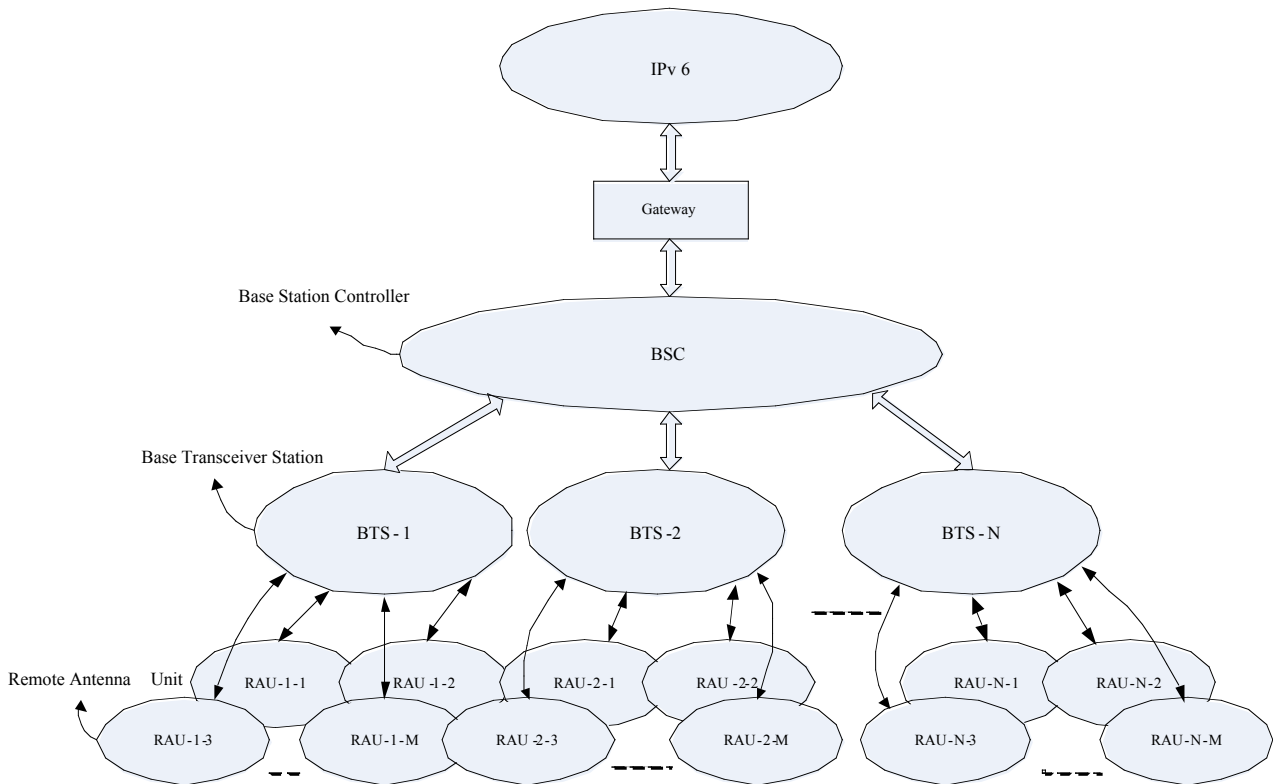 IPv 6
Gateway
Base Station Controller
BSC
Base Transceiver Station
BTS - 1
BTS -2
BTS - N
Remote Antenna Unit
RAU-1-1
RAU -1-2
RAU-2-1
RAU -2-2
RAU-N-1
RAU-N-2
RAU-1-3
RAU-1-M
RAU -2-3
RAU-2-M
RAU-N-3
RAU-N-M